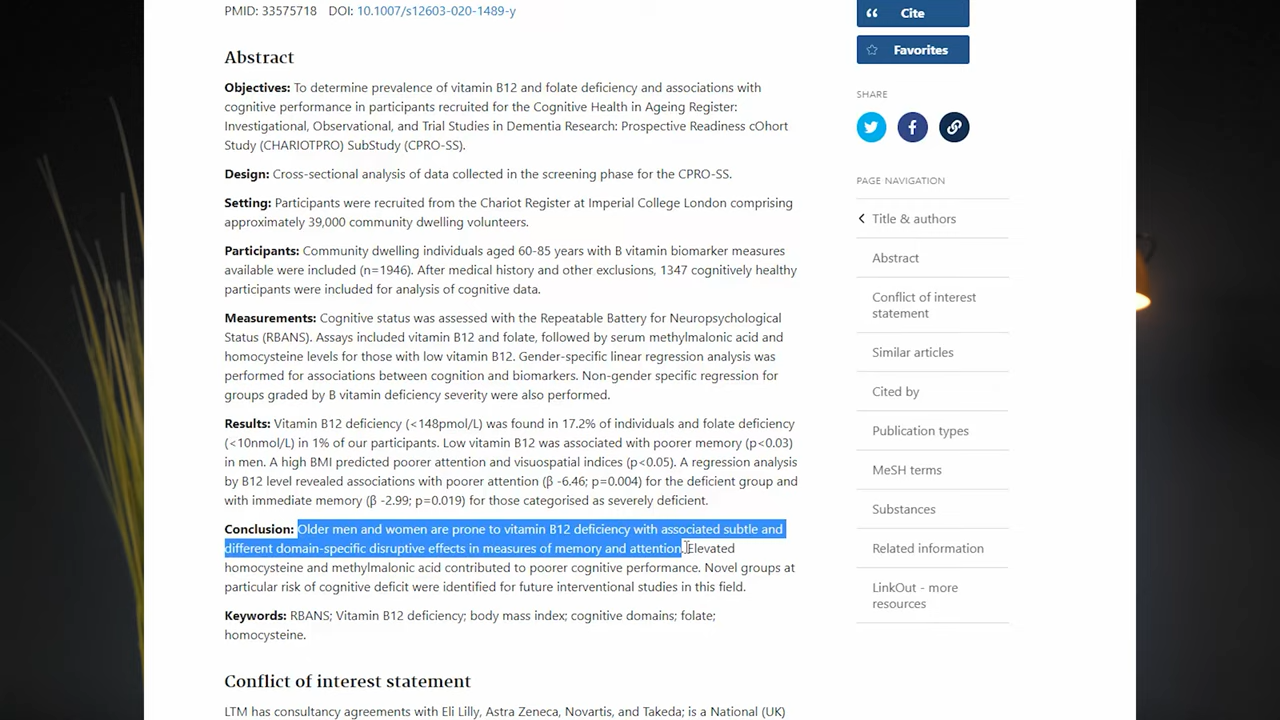 PMID: 33575718 DOI: 10.1007/s12603-020-1489-y
Abstract
Objectives: To determine prevalence of vitamin B12 and folate deficiency and associations with
cognitive performance in participants recruited for the Cognitive Health in Ageing Register:
Investigational, Observational, and Trial Studies in Dementia Research: Prospective Readiness cOhort
Study (CHARIOTPRO) SubStudy (CPRO-SS).
Design: Cross-sectional analysis of data collected in the screening phase for the CPRO-SS.
Setting: Participants were recruited from the Chariot Register at Imperial College London comprising
approximately 39,000 community dwelling volunteers.
Participants: Community dwelling individuals aged 60-85 years with B vitamin biomarker measures
available were included (n=1946). After medical history and other exclusions, 1347 cognitively healthy
participants were included for analysis of cognitive data.
Measurements: Cognitive status was assessed with the Repeatable Battery for Neuropsychological
Status (RBANS). Assays included vitamin B12 and folate, followed by serum methylmalonic acid and
homocysteine levels for those with low vitamin B12. Gender-specific linear regression analysis was
performed for associations between cognition and biomarkers. Non-gender specific regression for
groups graded by B vitamin deficiency severity were also performed.
Results: Vitamin B12 deficiency (<148pmol/L) was found in 17.2% of individuals and folate deficiency
(<10nmol/L) in 1% of our participants. Low vitamin B12 was associated with poorer memory (p<0.03)
in men. A high BMI predicted poorer attention and visuospatial indices (p<0.05). A regression analysis
by B12 level revealed associations with poorer attention (β -6.46; p=0.004) for the deficient group and
with immediate memory (β -2.99; p=0.019) for those categorised as severely deficient.
Conclusion: Older men and women are prone to vitamin B12 deficiency with associated subtle and
different domain-specific disruptive effects in measures of memory and attention. Elevated
homocysteine and methylmalonic acid contributed to poorer cognitive performance. Novel groups at
particular risk of cognitive deficit were identified for future interventional studies in this field.
Keywords: RBANS; Vitamin B12 deficiency; body mass index; cognitive domains; folate;
homocysteine.
Conflict of interest statement
LTM has consultancy agreements with Eli Lilly, Astra Zeneca, Novartis, and Takeda; is a National (UK)
Cite
Favorites
SHARE
PAGE NAVIGATION
Title & authors
Abstract
Conflict of interest
statement
Similar articles
Cited by
Publication types
MeSH terms
Substances
Related information
LinkOut - more
resources